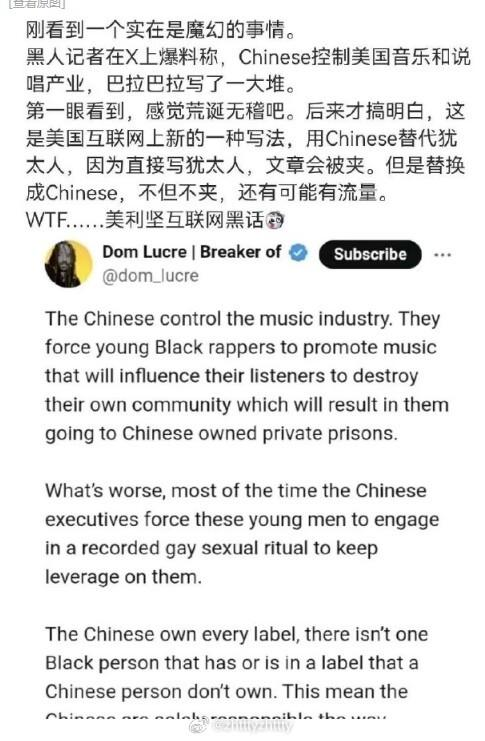 [查看原图]
刚看到一个实在是魔幻的事情。
黑人记者在X上爆料称，Chinese控制美国音乐和说
唱产业，巴拉巴拉写了一大堆。
第一眼看到，感觉荒诞无稽吧。后来才搞明白，这
是美国互联网上新的一种写法，用Chinese替代犹
太人，因为直接写犹太人，文章会被夹。但是替换
成Chinese，不但不夹，还有可能有流量。
WTF......美利坚互联网黑话
Dom Lucre | Breaker of
Subscribe
@dom_lucre
The Chinese control the music industry. They
force young Black rappers to promote music
that will influence their listeners to destroy
their own community which will result in them
going to Chinese owned private prisons.
What's worse, most of the time the Chinese
executives force these young men to engage
in a recorded gay sexual ritual to keep
leverage on them.
The Chinese own every label, there isn't one
Black person that has or is in a label that a
Chinese person don't own. This mean the
Chinese are solely responsible the way
@zhttyzhtty